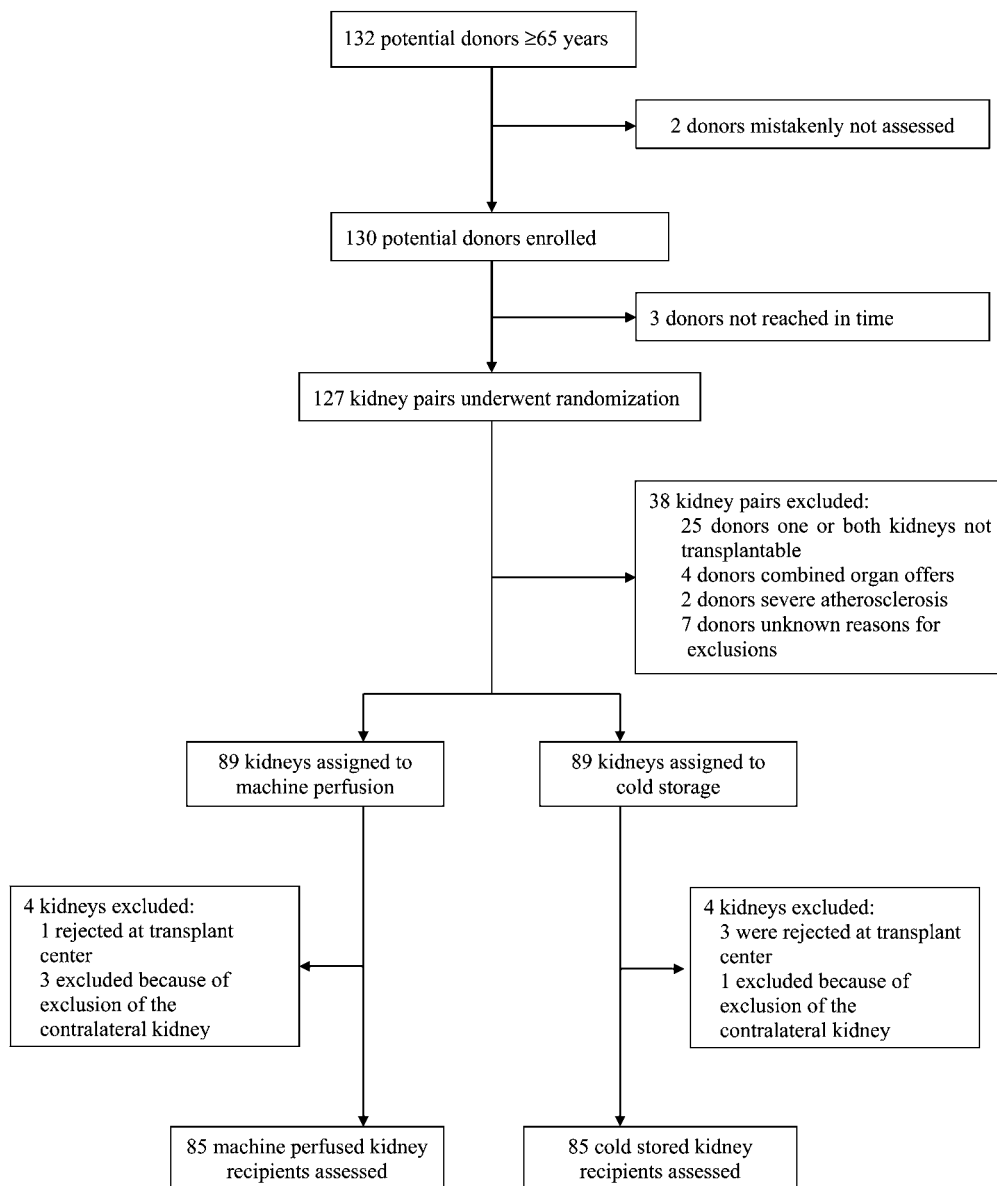 132 potential donors ≥65 years
2 donors mistakenly not assessed
130 potential donors enrolled
3 donors not reached in time
127 kidney pairs underwent randomization
38 kidney pairs excluded:
25 donors one or both kidneys not
transplantable
4 donors combined organ offers
2 donors severe atherosclerosis
7 donors unknown reasons for
exclusions
89 kidneys assigned to
machine perfusion
89 kidneys assigned to
cold storage
4 kidneys excluded:
1 rejected at transplant
center
3 excluded because of
exclusion of the
contralateral kidney
4 kidneys excluded:
3 were rejected at transplant
center
1 excluded because of
exclusion of the
contralateral kidney
85 machine perfused kidney
recipients assessed
85 cold stored kidney
recipients assessed